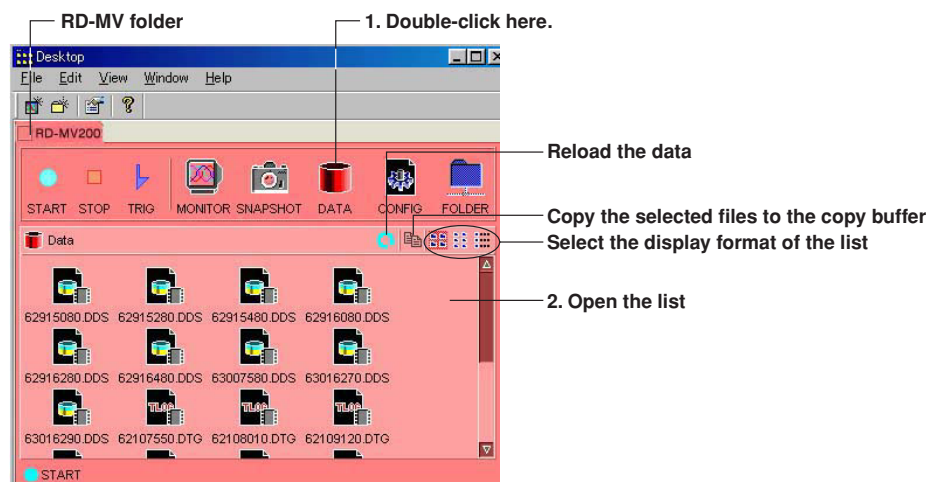 RD-MV folder
1. Double-click here.
Desktop
File Edit View Window Help
RD-MV200
START STOP TRIG MONITOR SNAPSHOT DATA CONFIG FOLDER
Reload the data
Copy the selected files to the copy buffer
Data
Select the display format of the list
2. Open the list
62915080.DDS 62915280.DDS 62915480.DDS 62916080.DDS
62916280.DDS 62916480.DDS 63007580.DDS 63016270.DDS
TLOG TLOG TLOG
63016290.DDS 62107550.DTG 62108010.DTG 62109120.DTG
START